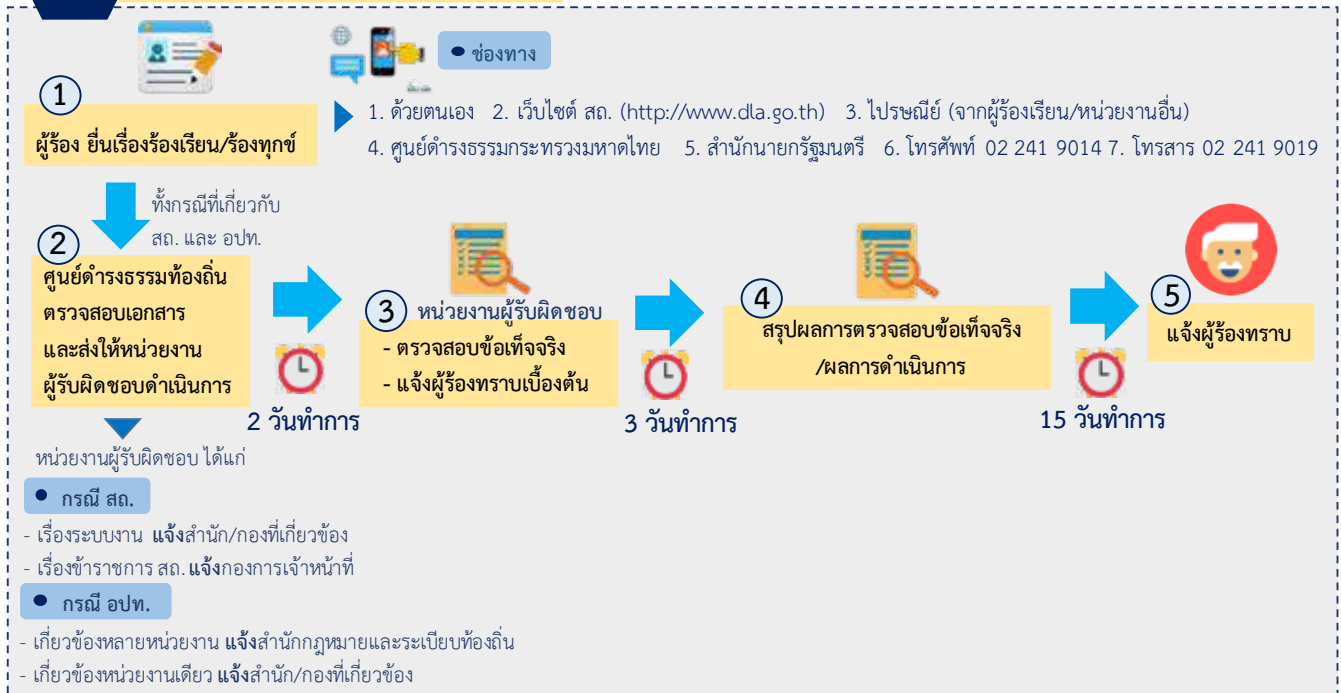 ช่องทาง
1
ผู้ร้อง ยื่นเรื่องร้องเรียน/ร้องทุกข์
1. ด้วยตนเอง 2. เว็บไซต์ สถ. (http://www.dla.go.th) 3. ไปรษณีย์ (จากผู้ร้องเรียน/หน่วยงานอื่น)
4. ศูนย์ดำรงธรรมกระทรวงมหาดไทย 5. สำนักนายกรัฐมนตรี 6. โทรศัพท์ 02 241 9014 7. โทรสาร 02 241 9019
ทั้งกรณีที่เกี่ยวกับ
สถ. และ อปท.
2
ศูนย์ดำรงธรรมท้องถิ่น
ตรวจสอบเอกสาร
และส่งให้หน่วยงาน
ผู้รับผิดชอบดำเนินการ
2 วันทำการ
3 หน่วยงานผู้รับผิดชอบ
- ตรวจสอบข้อเท็จจริง
- แจ้งผู้ร้องทราบเบื้องต้น
3 วันทำการ
4
สรุปผลการตรวจสอบข้อเท็จจริง
/ผลการดำเนินการ
15 วันทำการ
5
แจ้งผู้ร้องทราบ
หน่วยงานผู้รับผิดชอบ ได้แก่
กรณี สถ.
- เรื่องระบบงาน แจ้งสำนัก/กองที่เกี่ยวข้อง
- เรื่องข้าราชการ สถ. แจ้งกองการเจ้าหน้าที่
กรณี อปท.
- เกี่ยวข้องหลายหน่วยงาน แจ้งสำนักกฎหมายและระเบียบท้องถิ่น
- เกี่ยวข้องหน่วยงานเดียว แจ้งสำนัก/กองที่เกี่ยวข้อง